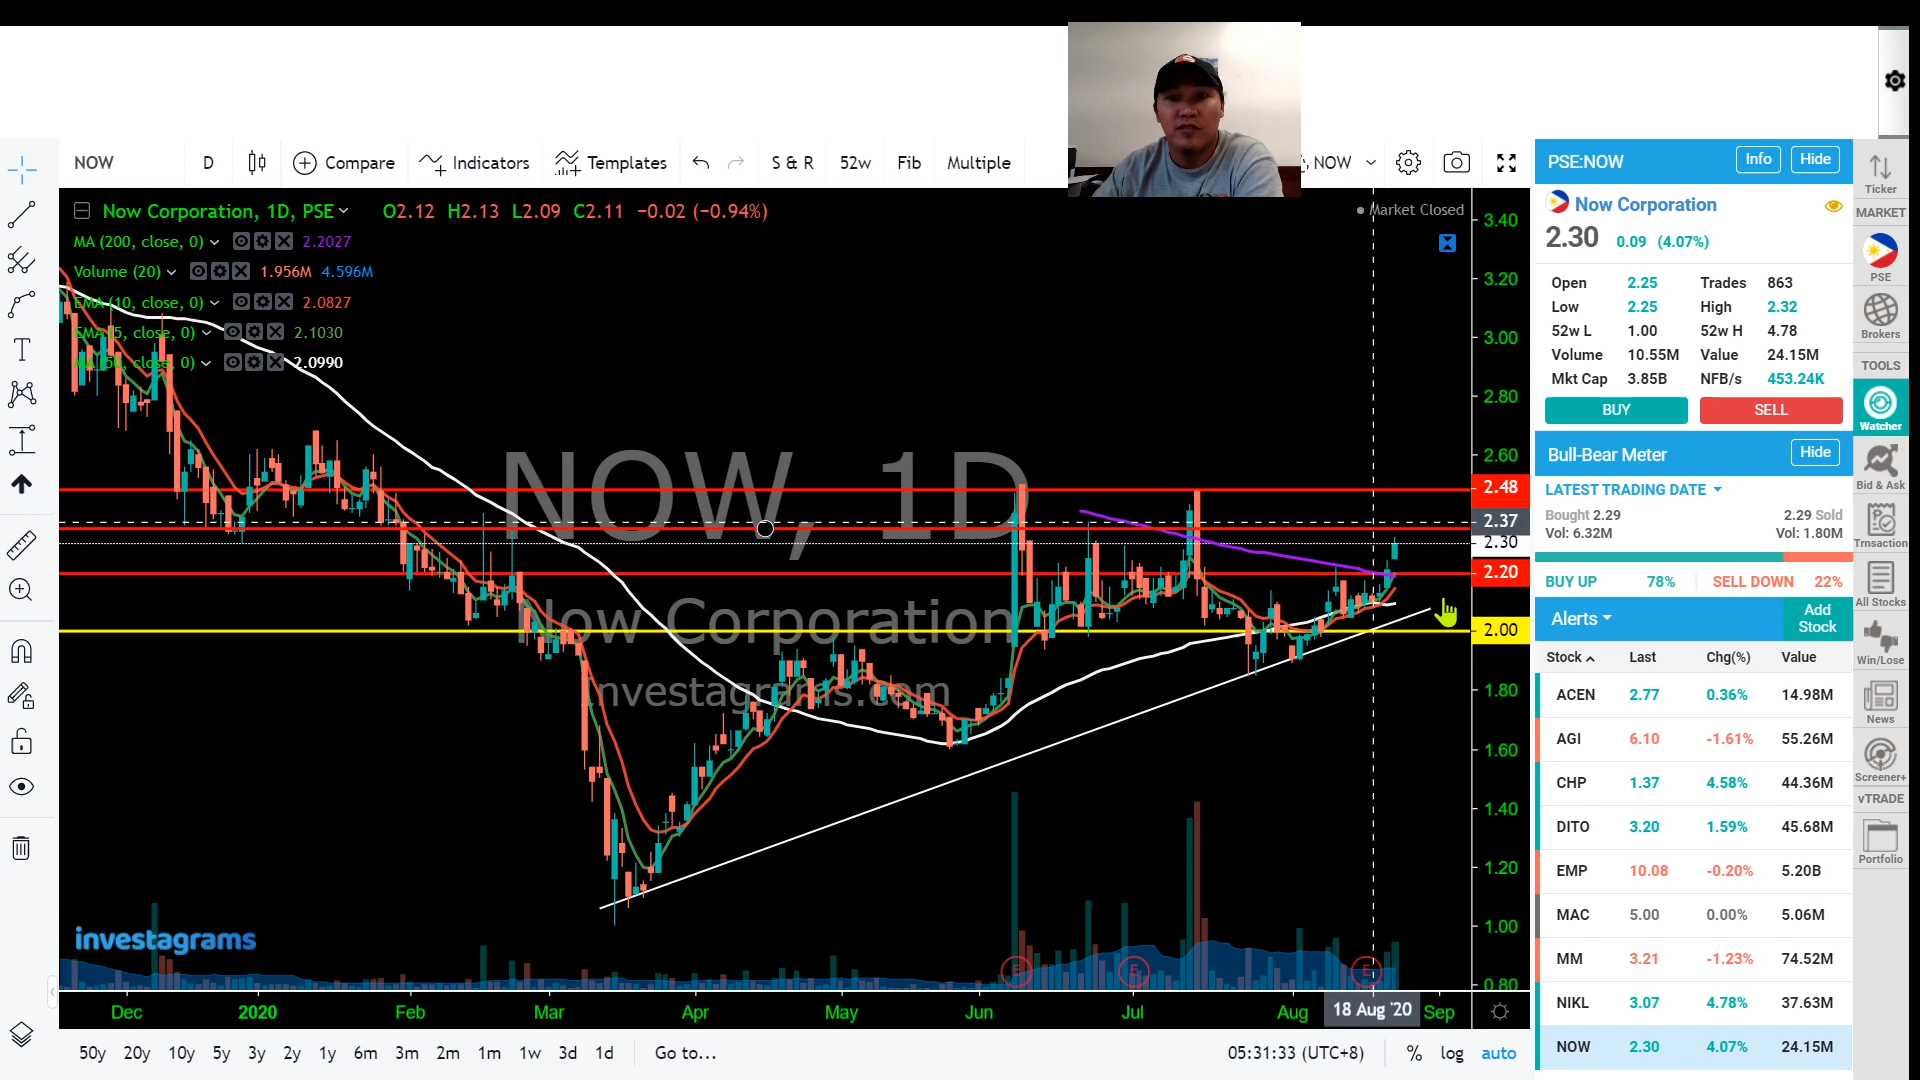 NOW D Compare Indicators Templates S & R 52w Fib Multiple NOW
Now Corporation, 1D, PSE O2.12 H2.13 L2.09 C2.11 −0.02 (−0.94%)
Market Closed
MA (200, close, 0) 2.2027
Volume (20) 1.956M 4.596M
EMA (10, close, 0) 2.0827
EMA (5, close, 0) 2.1030
MA (50, close, 0) 2.0990
NOW, 1D
Now Corporation
Investagrams.com
investagrams
3.40
3.20
3.00
2.80
2.60
2.48
2.37
2.30
2.20
2.00
1.80
1.60
1.40
1.20
1.00
0.80
E E E
Dec 2020 Feb Mar Apr May Jun Jul Aug 18 Aug '20 Sep
50y 20y 10y 5y 3y 2y 1y 6m 3m 2m 1m 1w 3d 1d Go to... 05:31:33 (UTC+8) % log auto
PSE:NOW Info Hide
Now Corporation
2.30 0.09 (4.07%)
Open 2.25 Trades 863
Low 2.25 High 2.32
52w L 1.00 52w H 4.78
Volume 10.55M Value 24.15M
Mkt Cap 3.85B NFB/s 453.24K
BUY SELL
Bull-Bear Meter Hide
LATEST TRADING DATE
Bought 2.29 2.29 Sold
Vol: 6.32M Vol: 1.80M
BUY UP 78% SELL DOWN 22%
Alerts Add Stock
Stock Last Chg(%) Value
ACEN 2.77 0.36% 14.98M
AGI 6.10 -1.61% 55.26M
CHP 1.37 4.58% 44.36M
DITO 3.20 1.59% 45.68M
EMP 10.08 -0.20% 5.20B
MAC 5.00 0.00% 5.06M
MM 3.21 -1.23% 74.52M
NIKL 3.07 4.78% 37.63M
NOW 2.30 4.07% 24.15M
Ticker
MARKET
PSE
Brokers
TOOLS
Watcher
Bid & Ask
Trnsaction
All Stocks
Win/Lose
News
Screener+
vTRADE
Portfolio